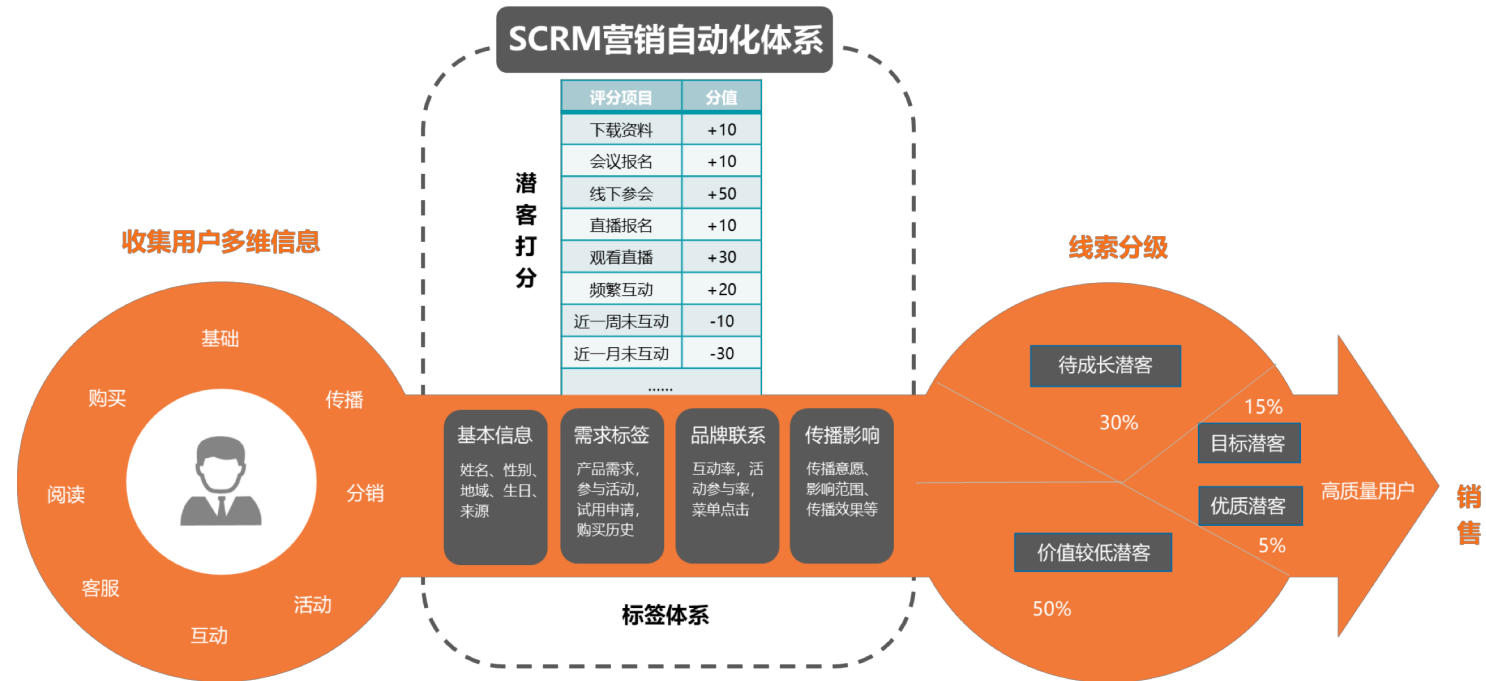 SCRM营销自动化体系
评分项目 分值
下载资料 +10
会议报名 +10
线下参会 +50
直播报名 +10
观看直播 +30
频繁互动 +20
近一周未互动 -10
近一月未互动 -30
......
潜
客
打
分
收集用户多维信息
基础
购买
传播
阅读
分销
客服
活动
互动
基本信息
姓名、性别、
地域、生日、
来源
需求标签
产品需求，
参与活动，
试用申请，
购买历史
品牌联系
互动率，活
动参与率，
菜单点击
传播影响
传播意愿、
影响范围、
传播效果等
标签体系
线索分级
待成长潜客
30%
15%
目标潜客
优质潜客
5%
价值较低潜客
50%
高质量用户
销
售